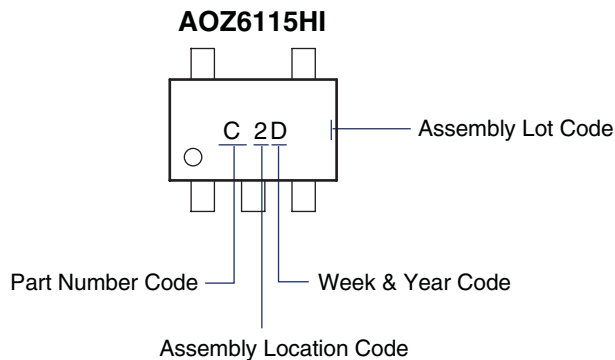 AOZ6115HI
C 2D
Assembly Lot Code
Part Number Code
Week & Year Code
Assembly Location Code